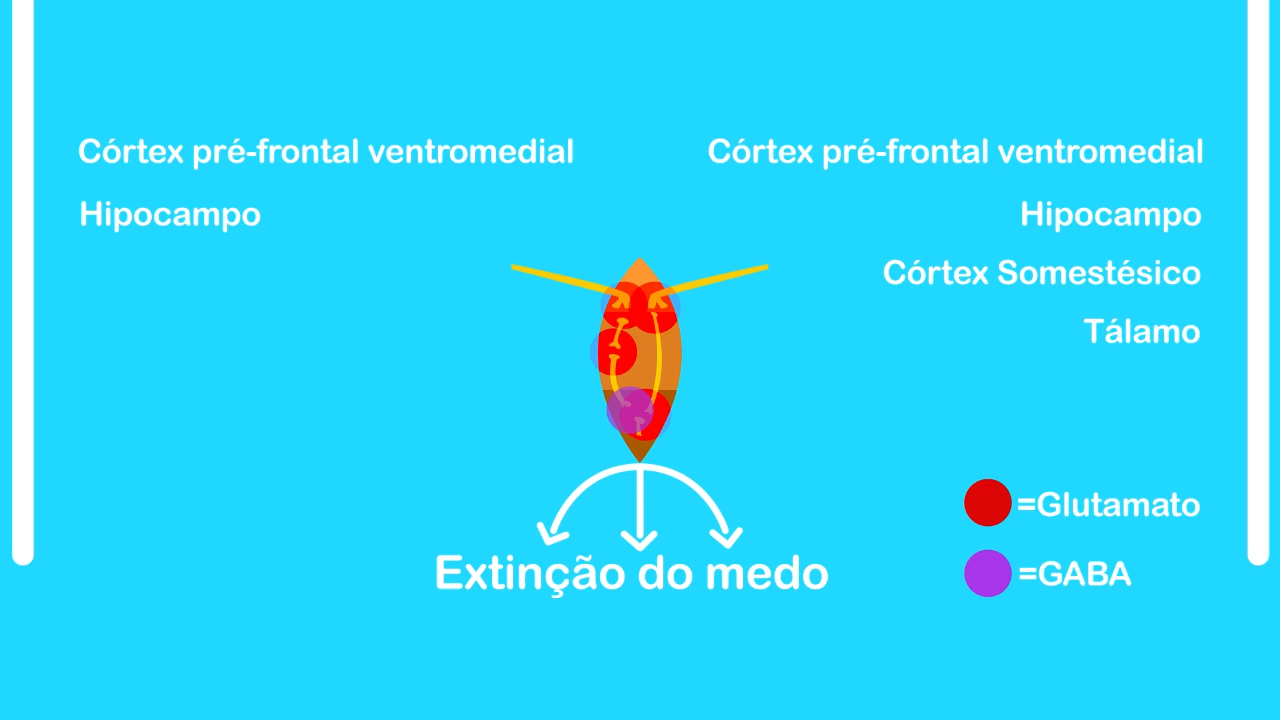 Córtex pré-frontal ventromedial
Hipocampo
Córtex pré-frontal ventromedial
Hipocampo
Córtex Somestésico
Tálamo
=Glutamato
=GABA
Extinção do medo